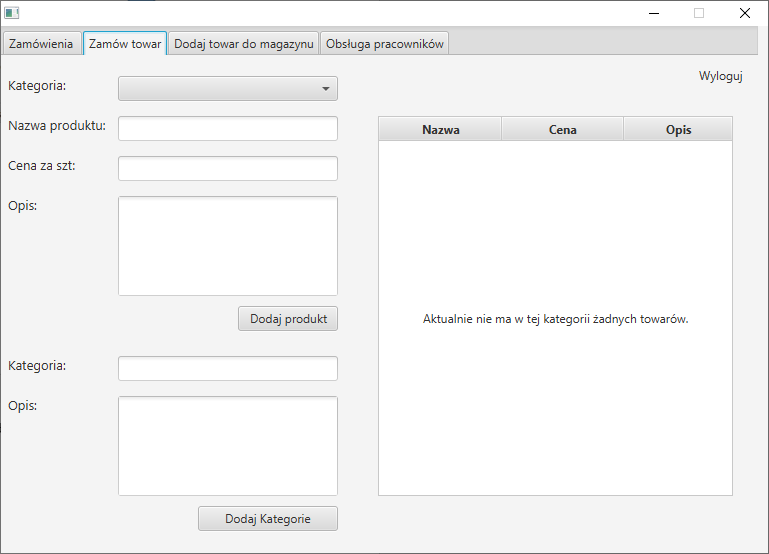 Zamówienia
Zamów towar
Dodaj towar do magazynu
Obsługa pracowników
Wyloguj
Kategoria:
Nazwa produktu:
Cena za szt:
Opis:
Dodaj produkt
Kategoria:
Opis:
Dodaj Kategorie
Nazwa
Cena
Opis
Aktualnie nie ma w tej kategorii żadnych towarów.